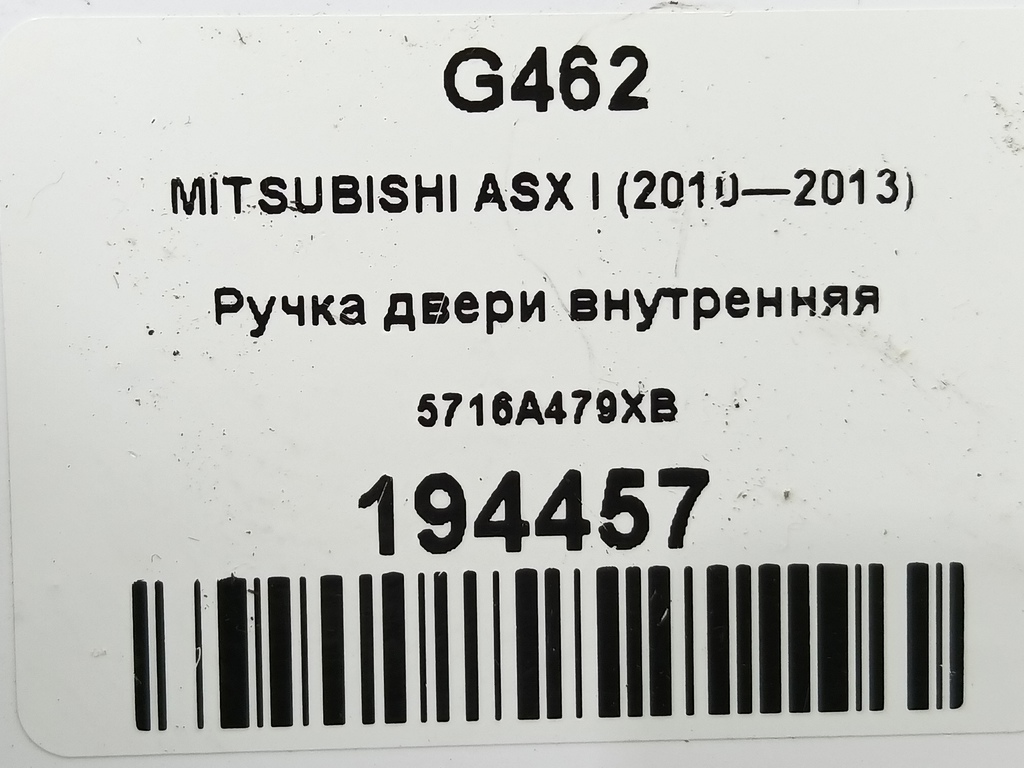 G462
MITSUBISHI ASX I (2010—2013)
Ручка двери внутренняя
5716A479XB
194457